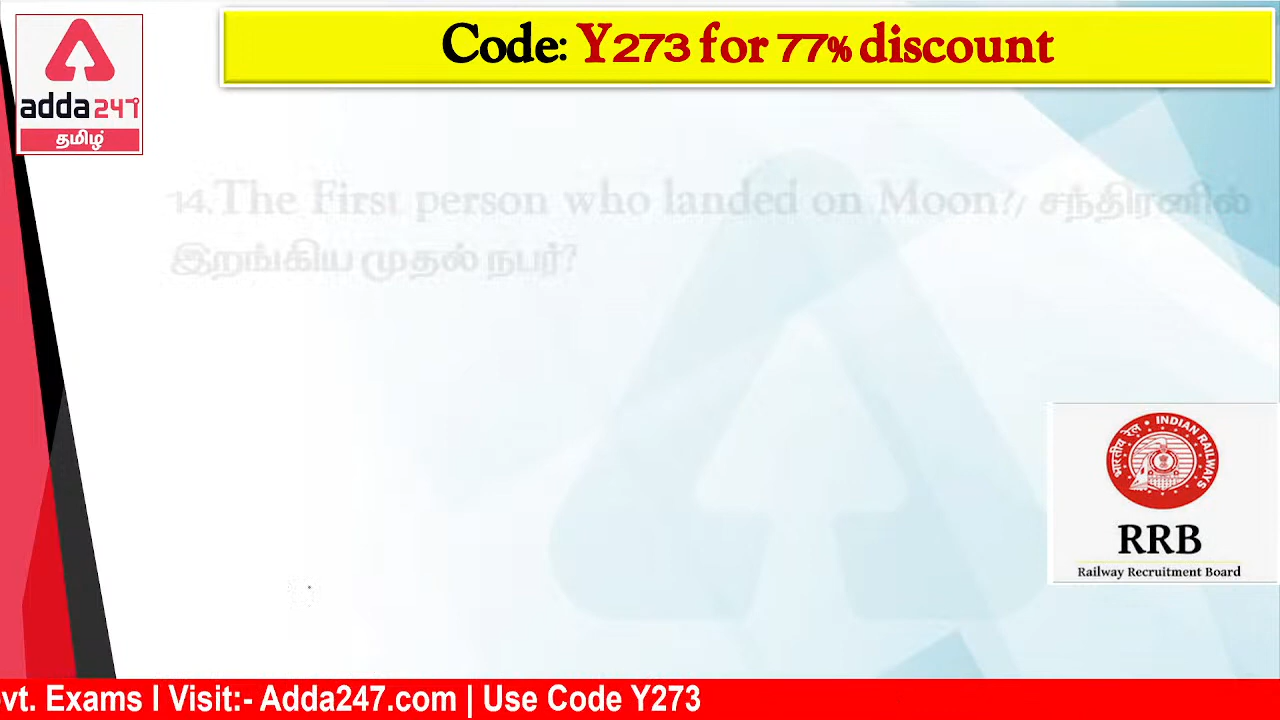 Code: Y273 for 77% discount
adda247
தமிழ்
14.The First person who landed on Moon?/ சந்திரனில்
இறங்கிய முதல் நபர்?
भारतीय रेल • INDIAN RAILWAYS
RRB
Railway Recruitment Board
vt. Exams I Visit:- Adda247.com | Use Code Y273